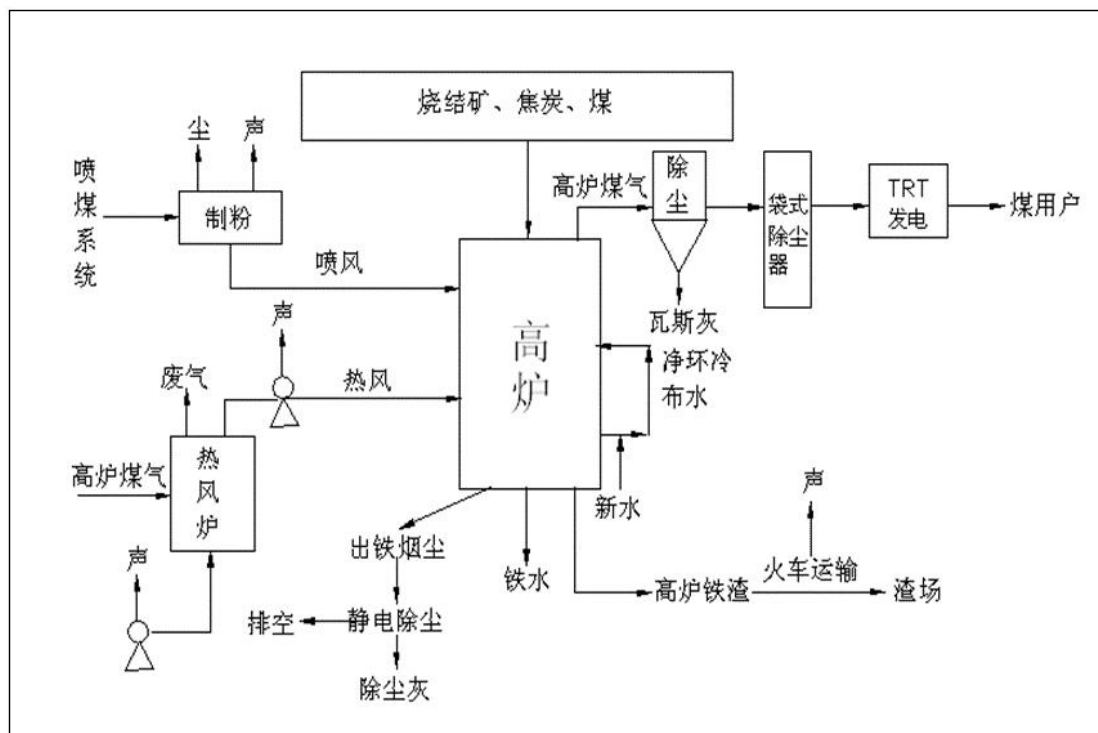 烧结矿、焦炭、煤
尘
声
喷煤系统
制粉
喷风
高炉煤气
除尘
袋式除尘器
TRT
发电
煤用户
瓦斯灰
净环冷
布水
高炉
声
废气
热风
高炉煤气
热风炉
声
新水
声
出铁烟尘
铁水
高炉铁渣
火车运输
渣场
排空
静电除尘
除尘灰